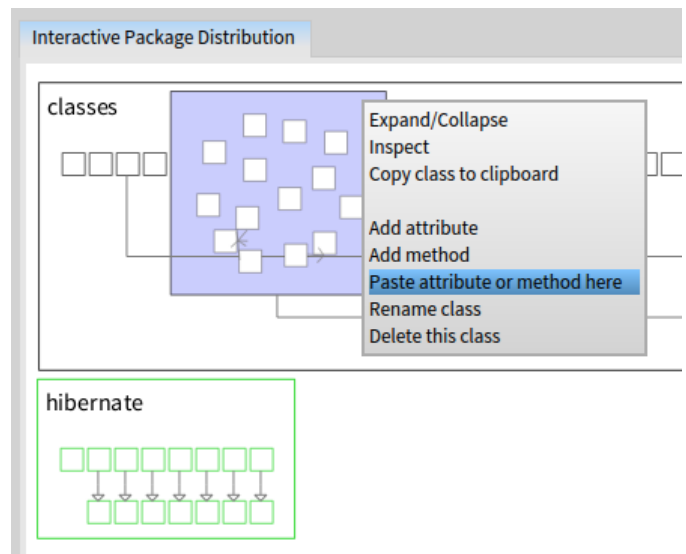 Interactive Package Distribution
classes
Expand/Collapse
Inspect
Copy class to clipboard
Add attribute
Add method
Paste attribute or method here
Rename class
Delete this class
hibernate